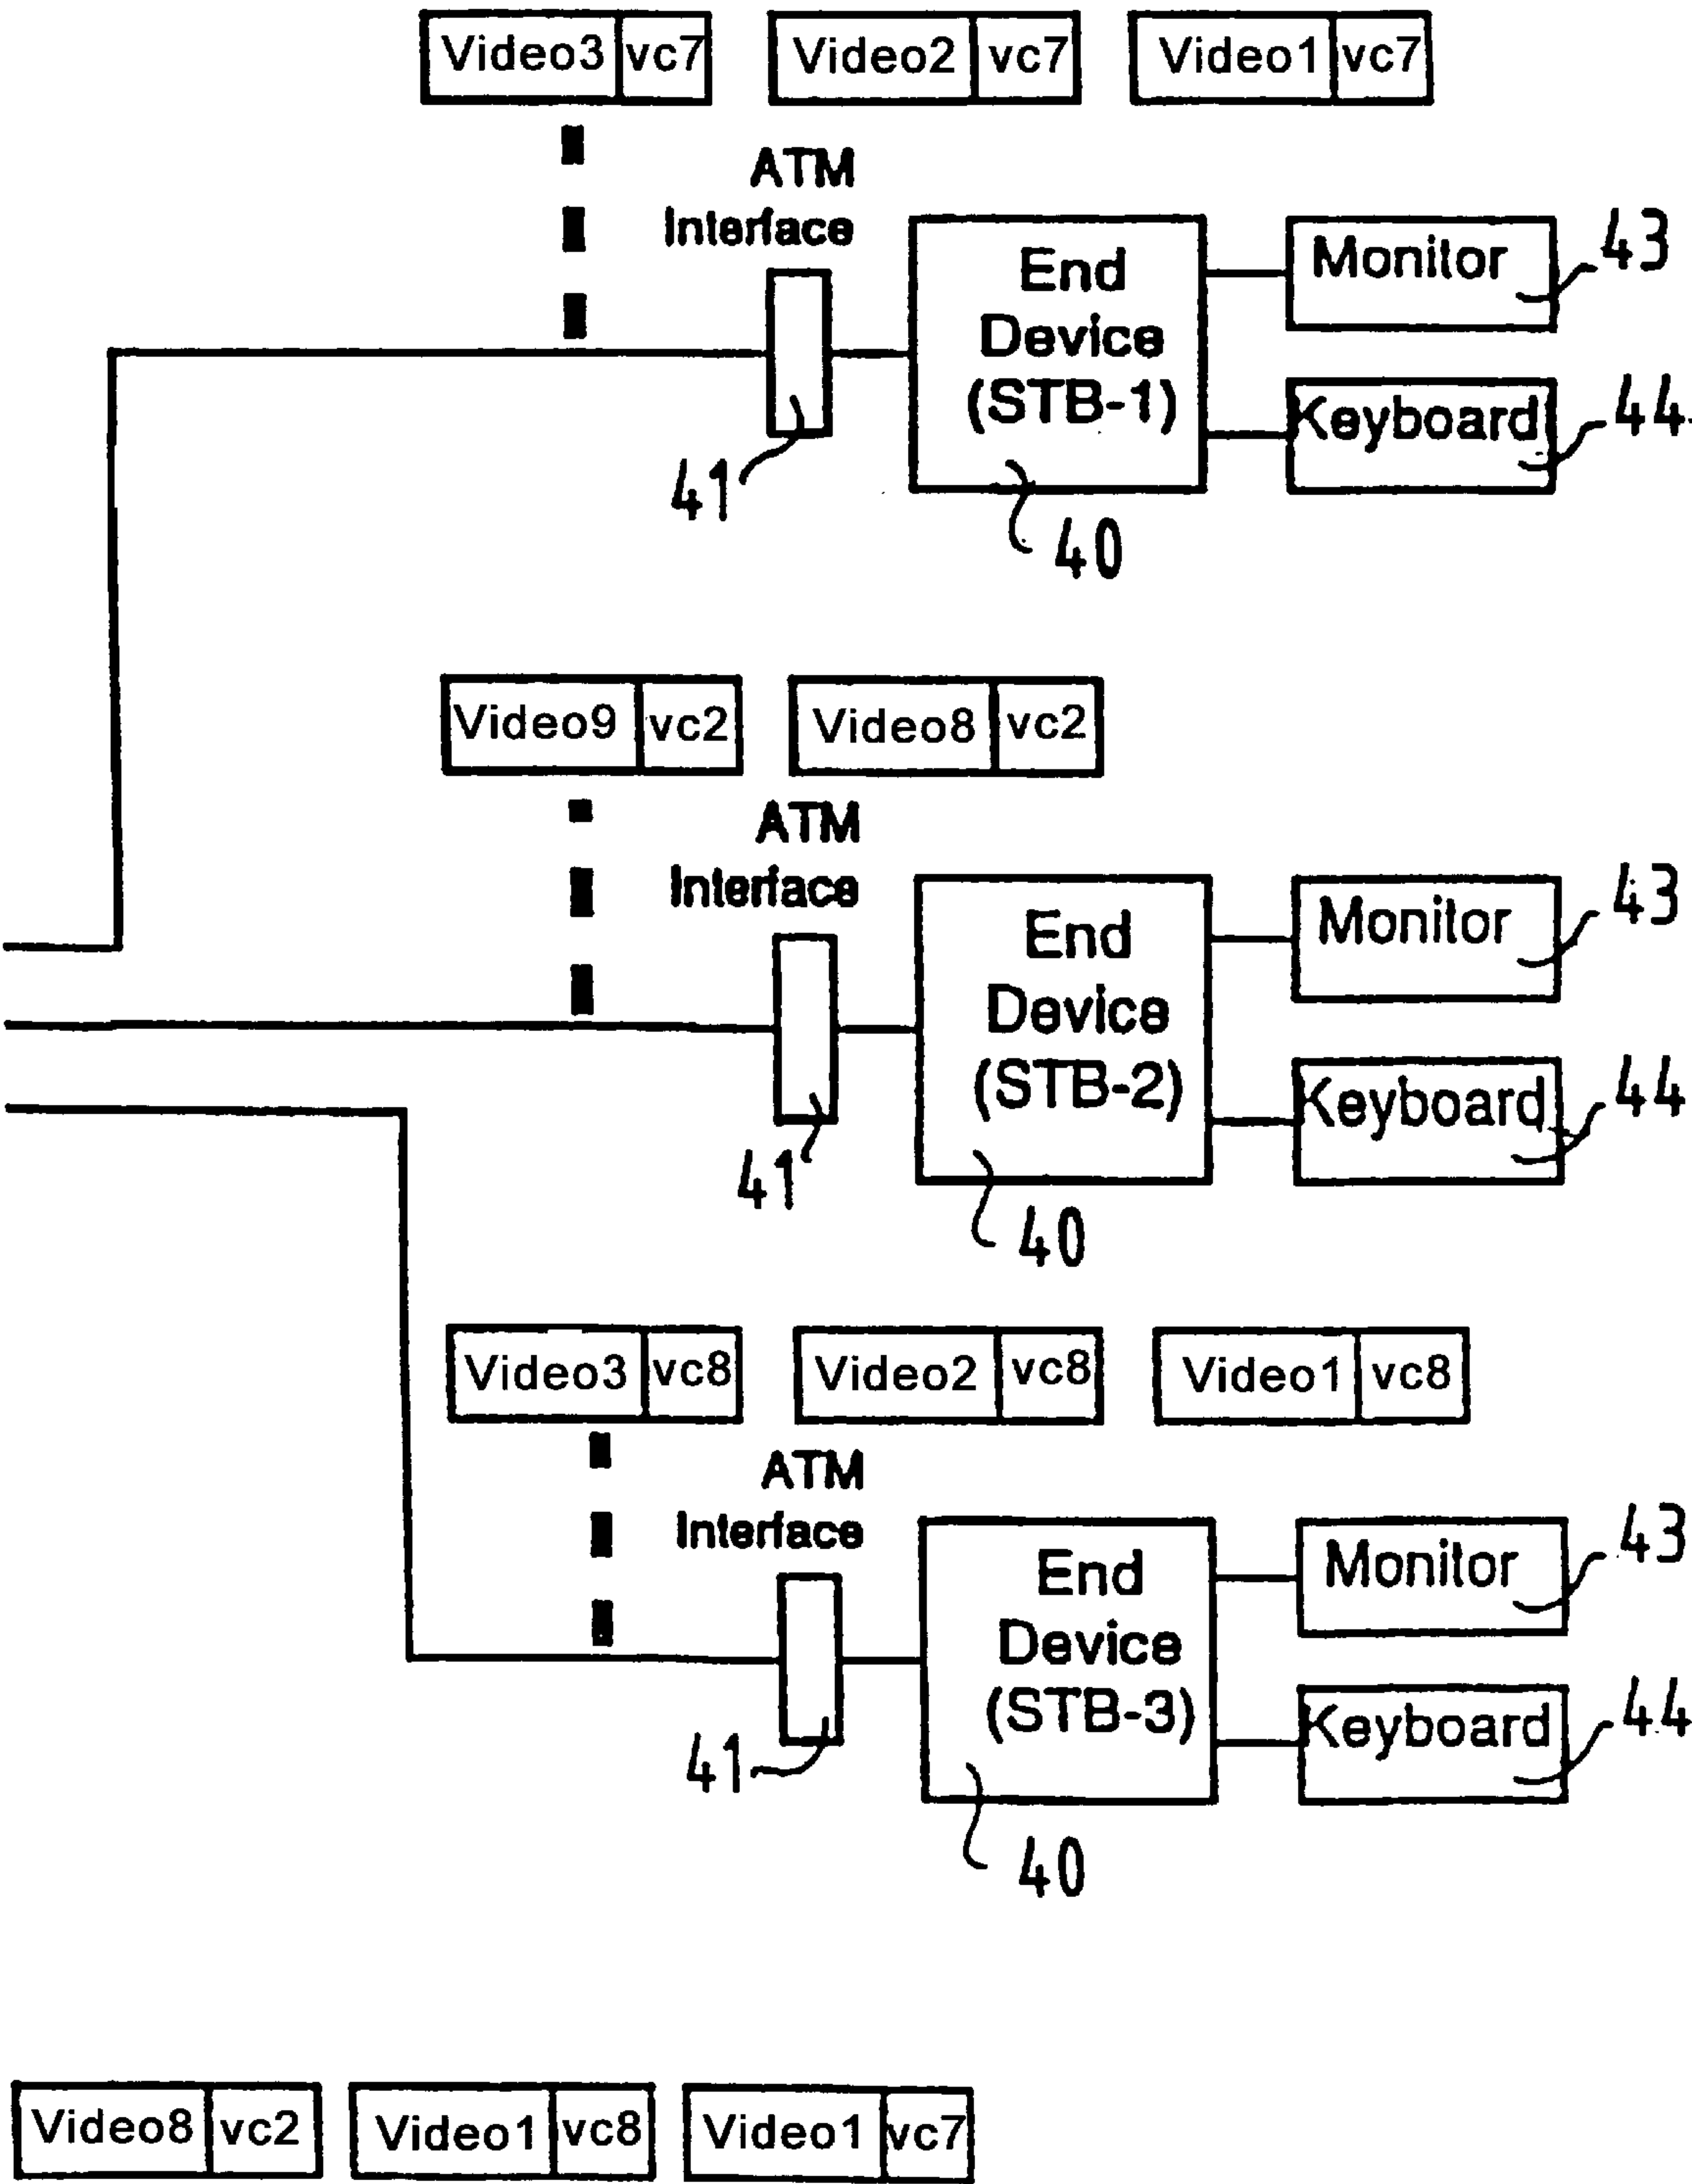 Video3 vc7 Video2 vc7 Video1 vc7
ATM
Interface
End
Device
(STB-1)
Monitor
43
Keyboard
44
41
40
Video9 vc2 Video8 vc2
ATM
Interface
End
Device
(STB-2)
Monitor
43
Keyboard
44
41
40
Video3 vc8 Video2 vc8 Video1 vc8
ATM
Interface
End
Device
(STB-3)
Monitor
43
Keyboard
44
41
40
Video8 vc2 Video1 vc8 Video1 vc7